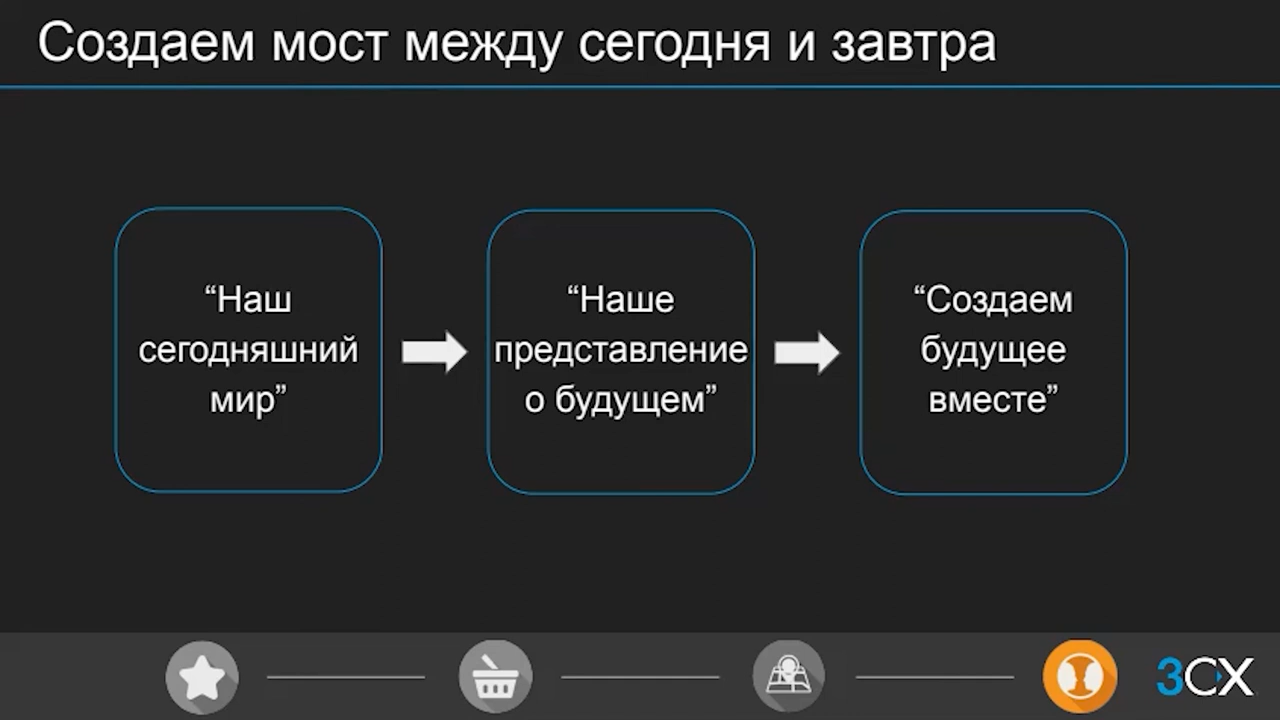 Создаем мост между сегодня и завтра
“Наш
сегодняшний
мир”
“Наше
представление
о будущем”
“Создаем
будущее
вместе”
3CX